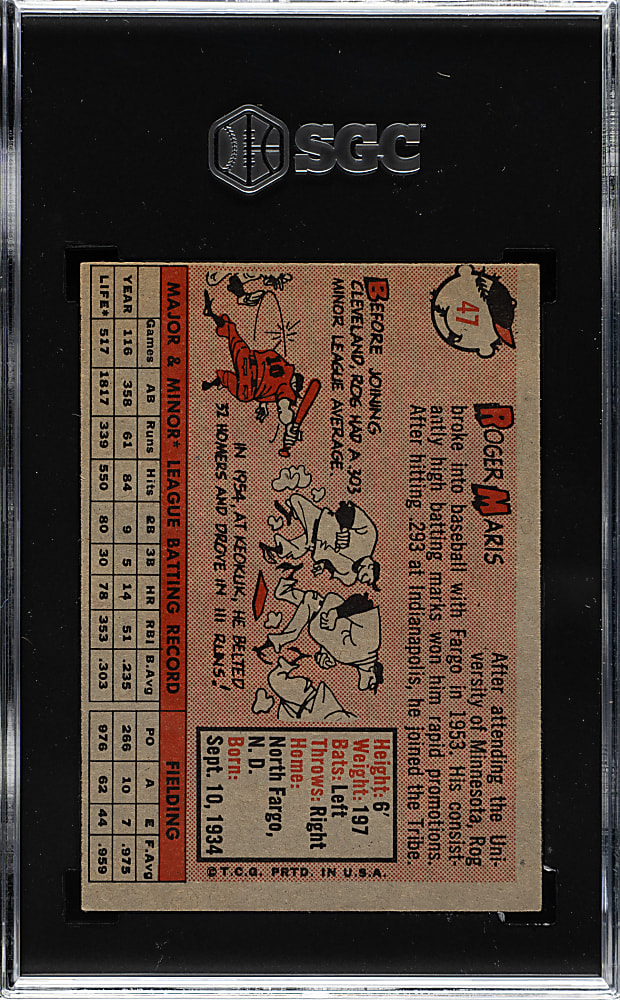 SGC
47
ROGER MARIS
After attending the Uni-
versity of Minnesota, Rog
broke into baseball with Fargo in 1953. His consist-
antly high batting marks won him rapid promotions.
After hitting 293 at Indianapolis, he joined the Tribe.
BEFORE JOINING
CLEVELAND, ROG HAD A .303
MINOR LEAGUE AVERAGE.
10
IN 1954, AT KEOKUK, HE BELTED
32 HOMERS AND DROVE IN 111 RUNS!
Height: 6'
Weight: 197
Bats: Left
Throws: Right
Home:
North Fargo,
N. D.
Born:
Sept. 10, 1934
©T.C.G. PRTD. IN U.S.A.
MAJOR & MINOR* LEAGUE BATTING RECORD FIELDING
Games AB Runs Hits 2B 3B HR RBI B.Avg PO A E F.Avg
YEAR 116 358 61 84 9 5 14 51 .235 266 10 7 .975
LIFE* 517 1817 339 550 80 30 78 353 .303 976 62 44 .959